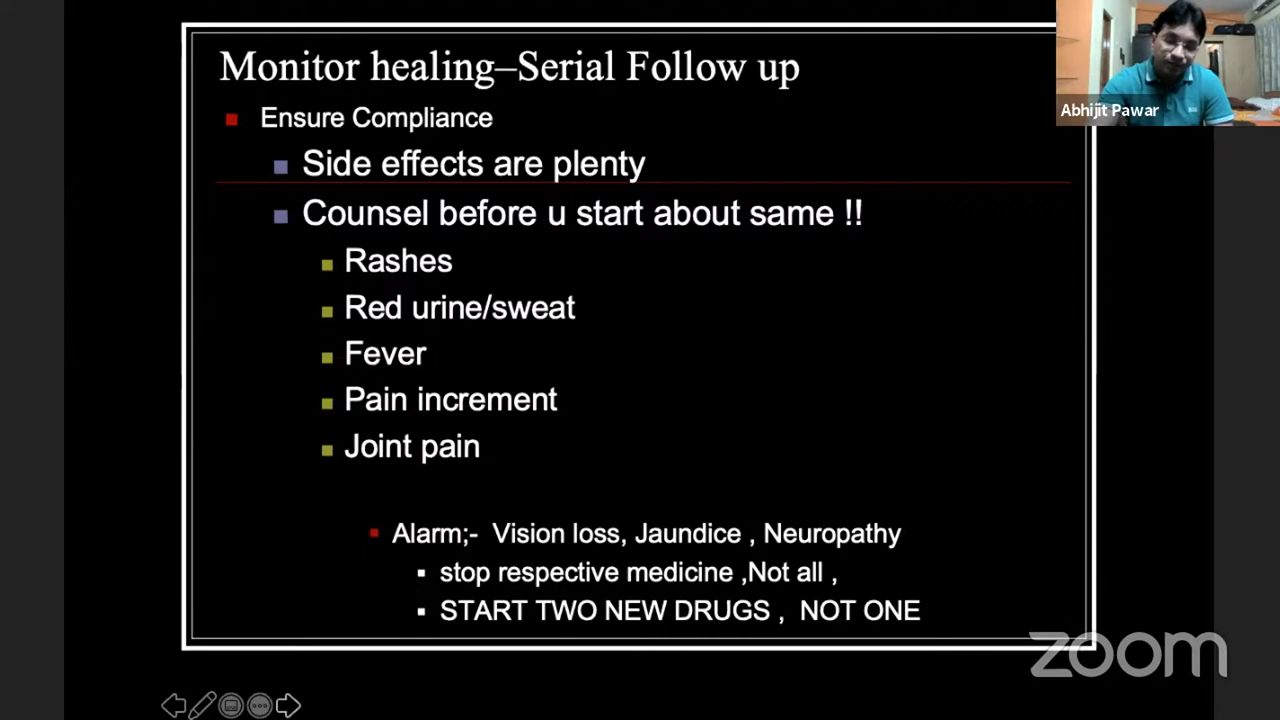 Monitor healing–Serial Follow up
Ensure Compliance
Side effects are plenty
Counsel before u start about same !!
Rashes
Red urine/sweat
Fever
Pain increment
Joint pain
Alarm;- Vision loss, Jaundice , Neuropathy
stop respective medicine ,Not all ,
START TWO NEW DRUGS , NOT ONE
Abhijit Pawar
zoom